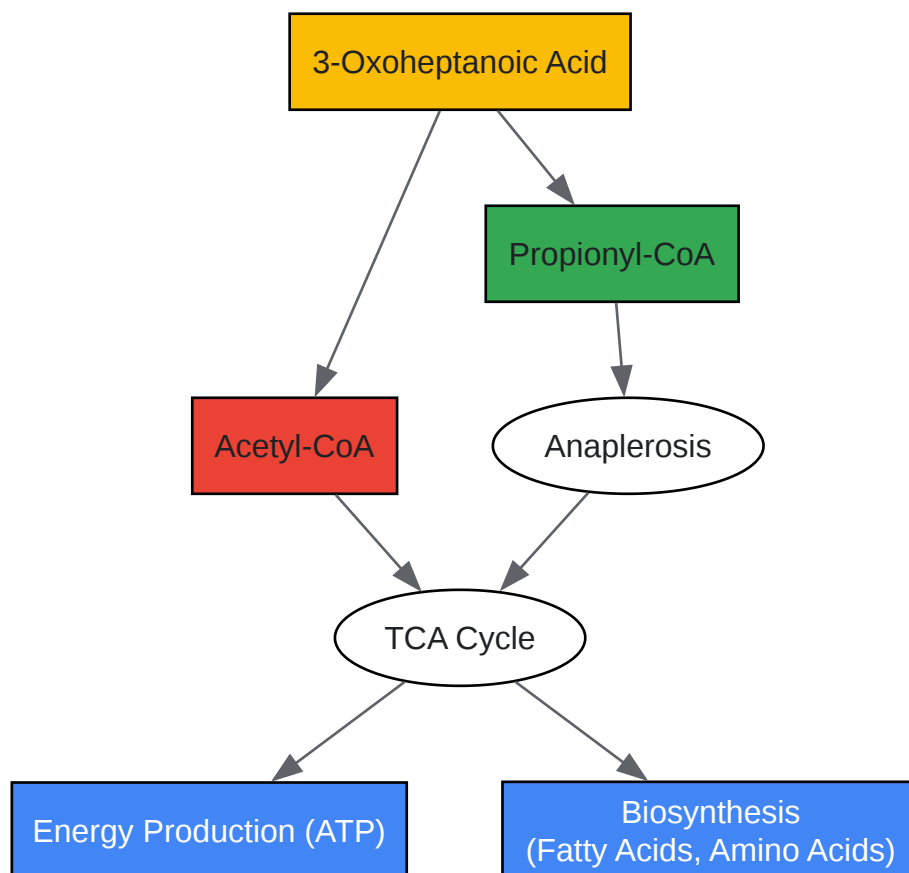 3-Oxoheptanoic Acid
Propionyl-CoA
Acetyl-CoA
Anaplerosis
TCA Cycle
Energy Production (ATP)
Biosynthesis
(Fatty Acids, Amino Acids)